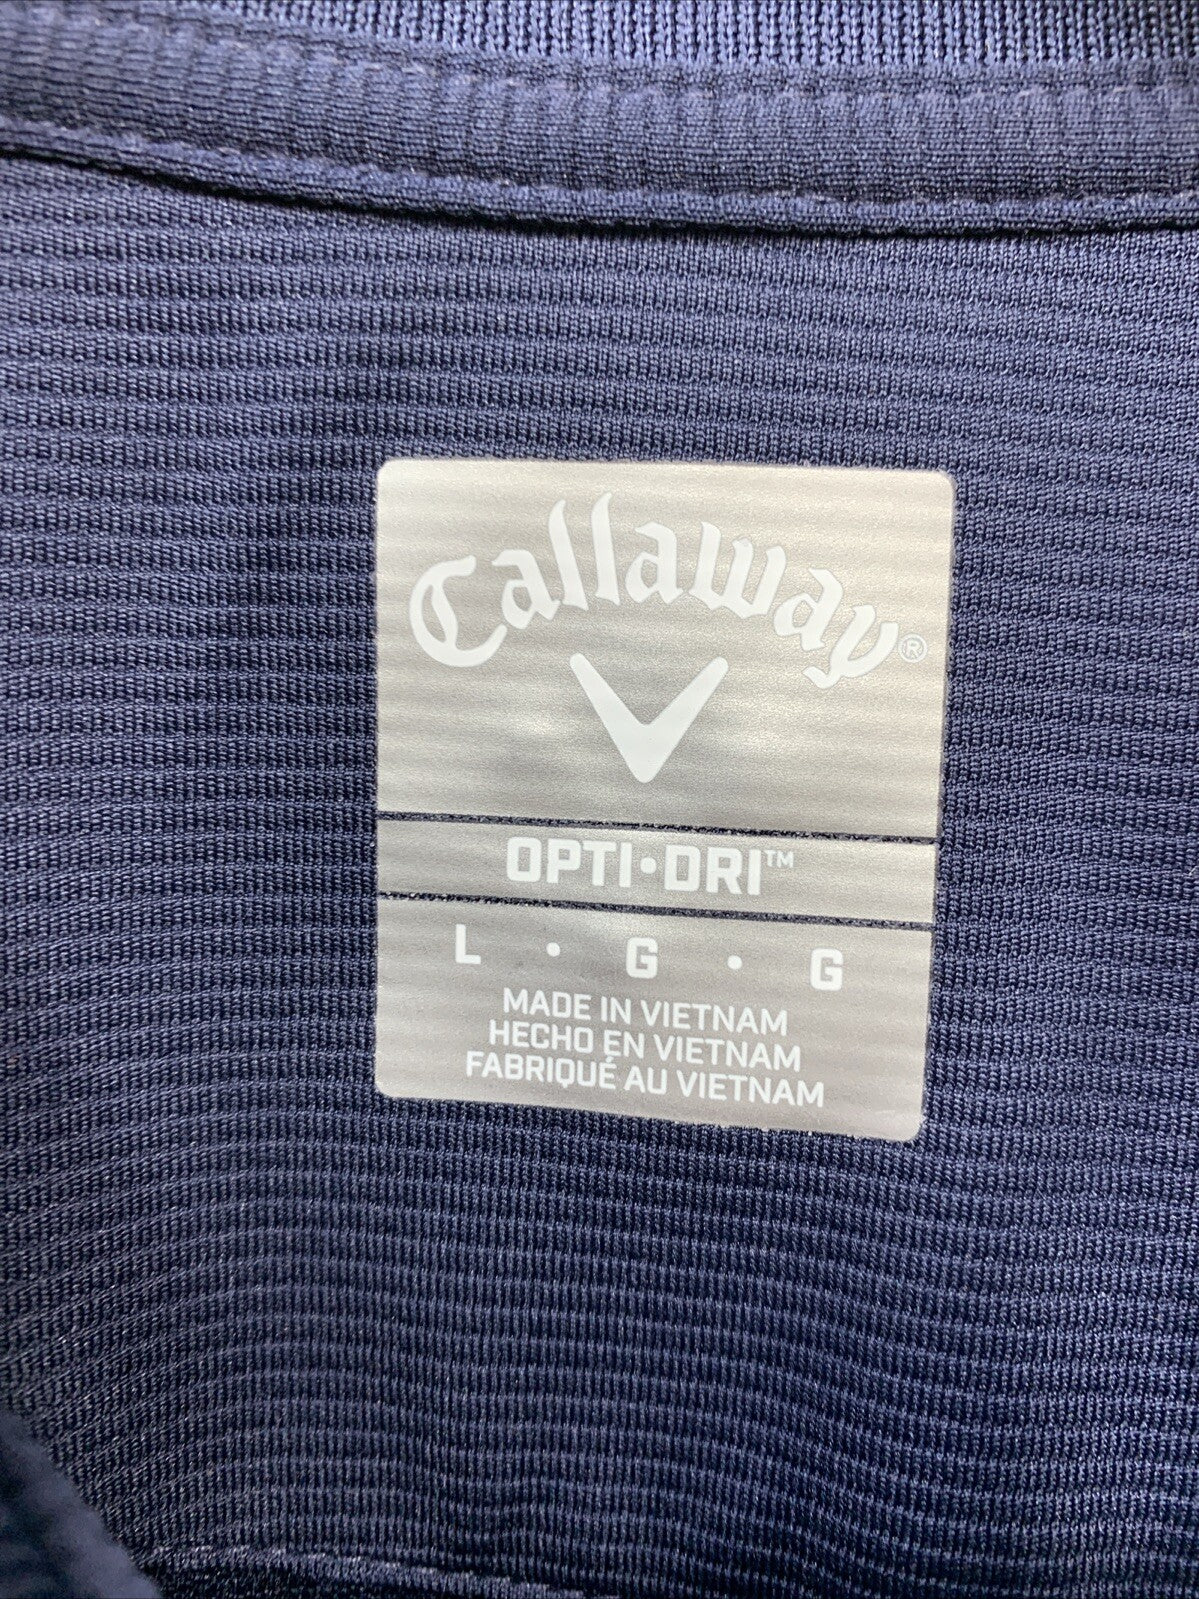 Callaway®
OPTI•DRI™
L • G • G
MADE IN VIETNAM
HECHO EN VIETNAM
FABRIQUÉ AU VIETNAM